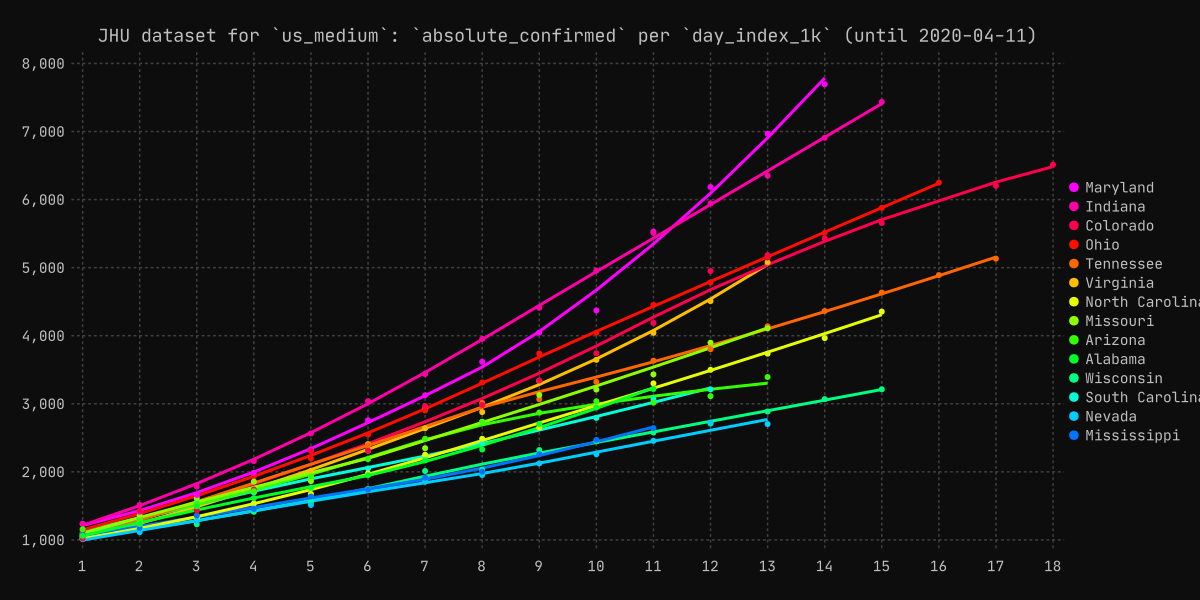 JHU dataset for `us_medium`: `absolute_confirmed` per `day_index_1k` (until 2020-04-11)
8,000
7,000
6,000
5,000
4,000
3,000
2,000
1,000
1 2 3 4 5 6 7 8 9 10 11 12 13 14 15 16 17 18
Maryland
Indiana
Colorado
Ohio
Tennessee
Virginia
North Carolina
Missouri
Arizona
Alabama
Wisconsin
South Carolina
Nevada
Mississippi